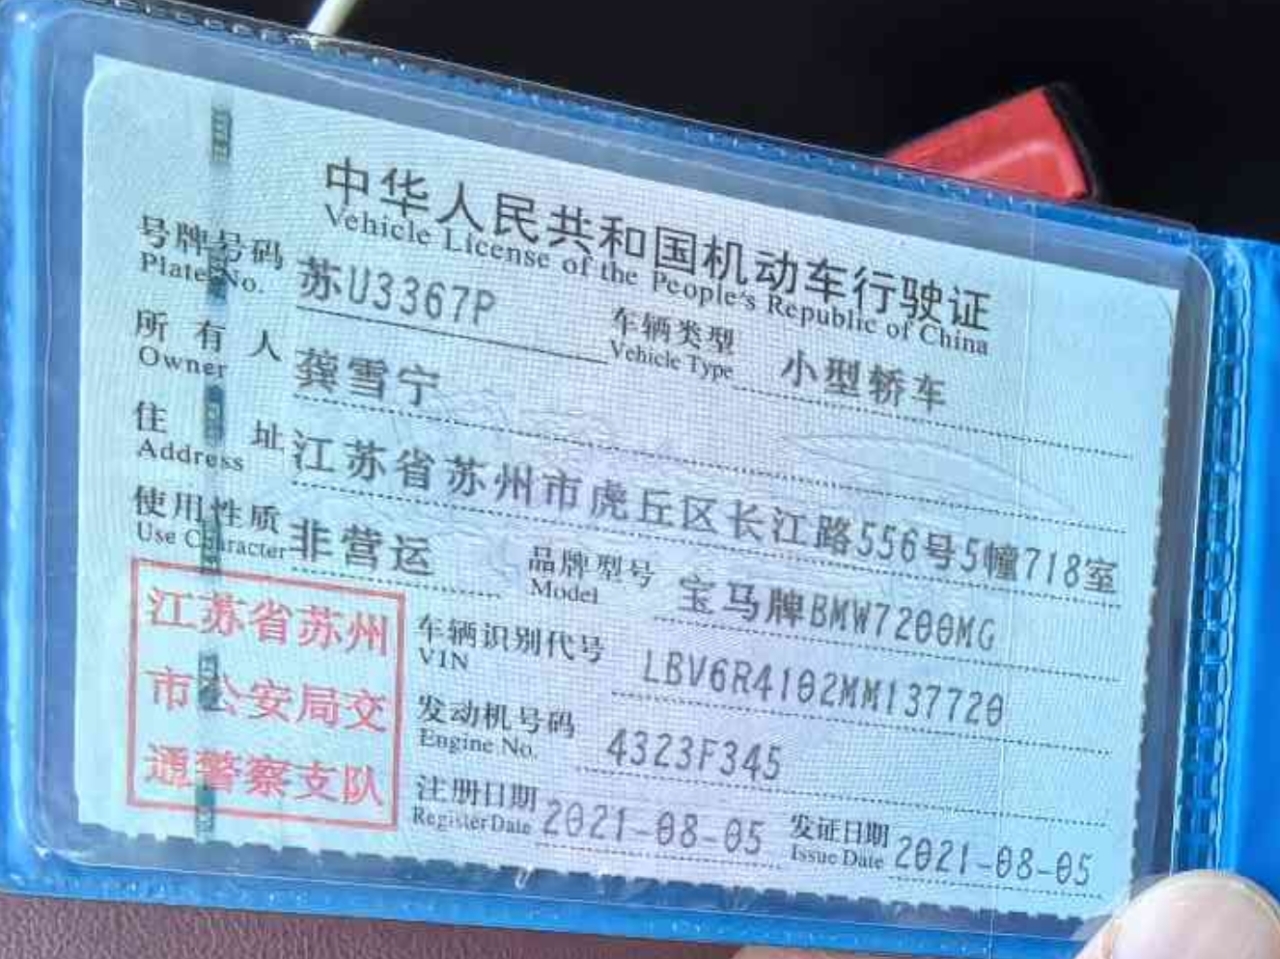 中华人民共和国机动车行驶证
Vehicle License of the People's Republic of China
号牌号码 苏U3367P 车辆类型 小型轿车
Plate No. Vehicle Type
所有人 龚雪宁
Owner
住址 江苏省苏州市虎丘区长江路556号5幢718室
Address
使用性质 非营运 品牌型号 宝马牌BMW7200MG
Use Character Model
江苏省苏州
市公安局交
通警察支队
车辆识别代号 LBV6R4102MM137720
VIN
发动机号码 4323F345
Engine No.
注册日期 2021-08-05 发证日期 2021-08-05
Register Date Issue Date